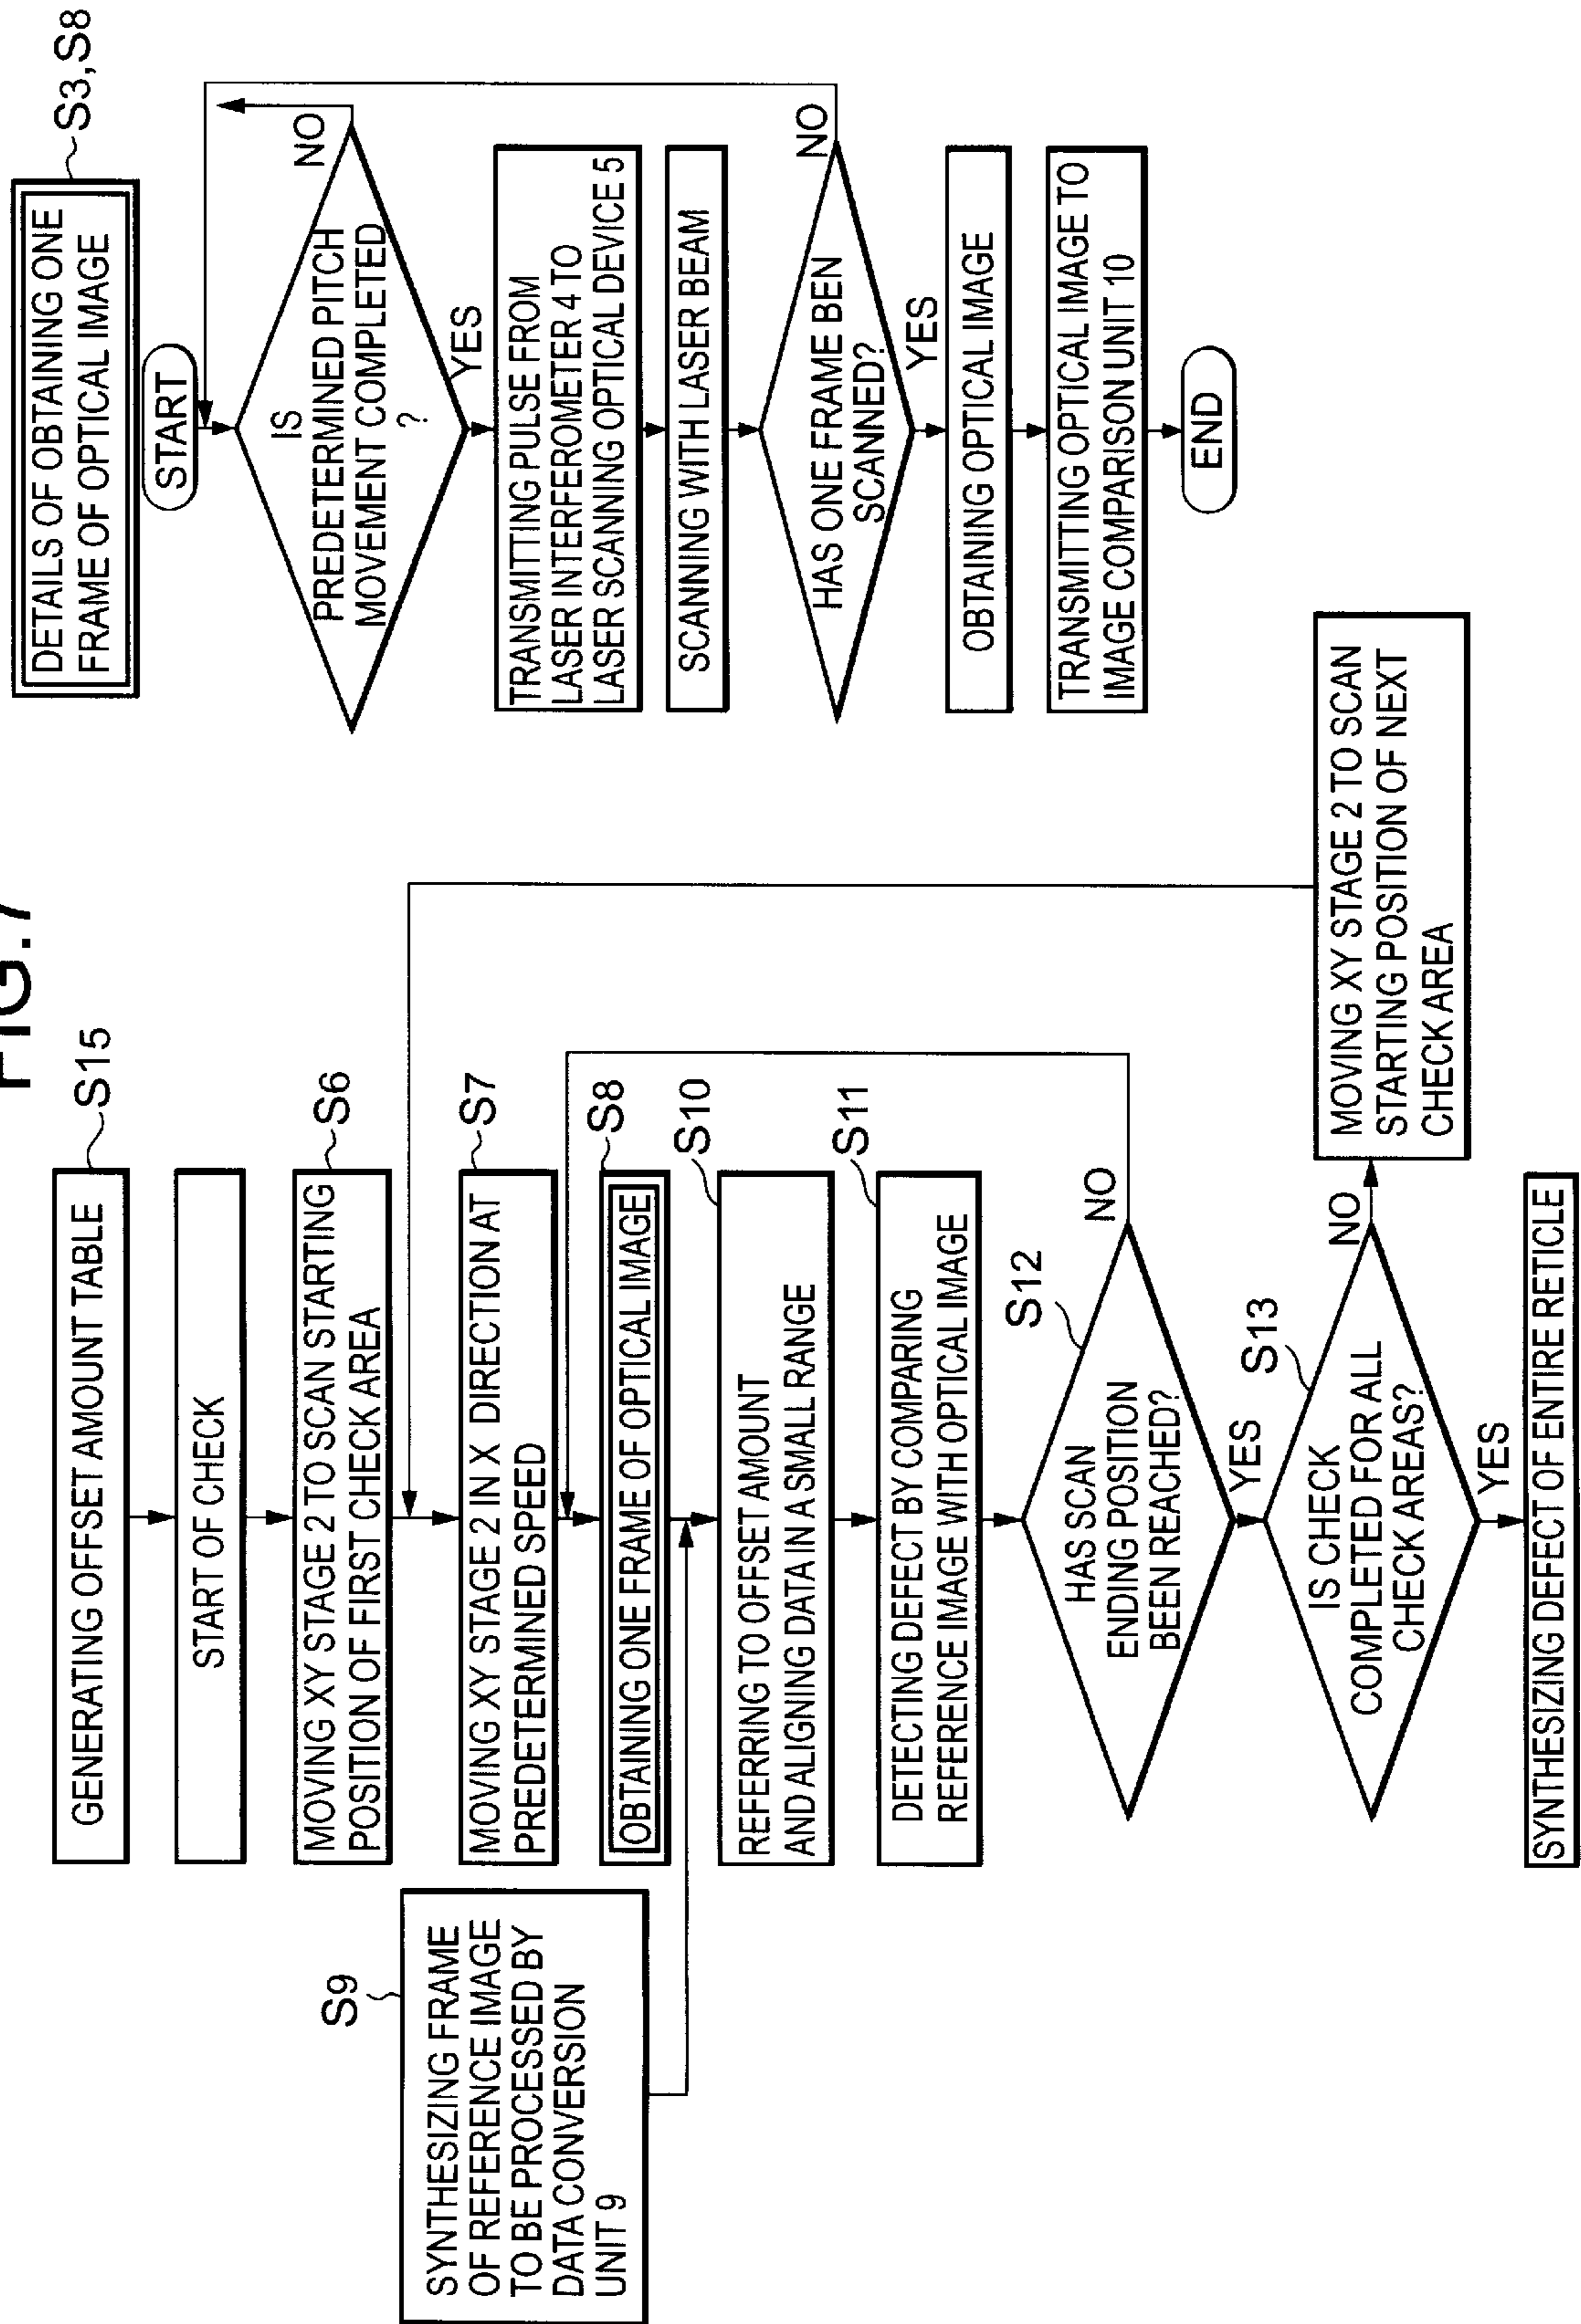 FIG.7
GENERATING OFFSET AMOUNT TABLE
S15
START OF CHECK
MOVING XY STAGE 2 TO SCAN STARTING
POSITION OF FIRST CHECK AREA
S6
MOVING XY STAGE 2 IN X DIRECTION AT
PREDETERMINED SPEED
S7
OBTAINING ONE FRAME OF OPTICAL IMAGE
S8
SYNTHESIZING FRAME
OF REFERENCE IMAGE
TO BE PROCESSED BY
DATA CONVERSION
UNIT 9
S9
REFERRING TO OFFSET AMOUNT
AND ALIGNING DATA IN A SMALL RANGE
S10
DETECTING DEFECT BY COMPARING
REFERENCE IMAGE WITH OPTICAL IMAGE
S11
HAS SCAN
ENDING POSITION
BEEN REACHED?
S12
NO
YES
IS CHECK
COMPLETED FOR ALL
CHECK AREAS?
S13
NO
YES
MOVING XY STAGE 2 TO SCAN
STARTING POSITION OF NEXT
CHECK AREA
SYNTHESIZING DEFECT OF ENTIRE RETICLE
DETAILS OF OBTAINING ONE
FRAME OF OPTICAL IMAGE
S3,S8
START
IS
PREDETERMINED PITCH
MOVEMENT COMPLETED
?
NO
YES
TRANSMITTING PULSE FROM
LASER INTERFEROMETER 4 TO
LASER SCANNING OPTICAL DEVICE 5
SCANNING WITH LASER BEAM
HAS ONE FRAME BEN
SCANNED?
NO
YES
OBTAINING OPTICAL IMAGE
TRANSMITTING OPTICAL IMAGE TO
IMAGE COMPARISON UNIT 10
END